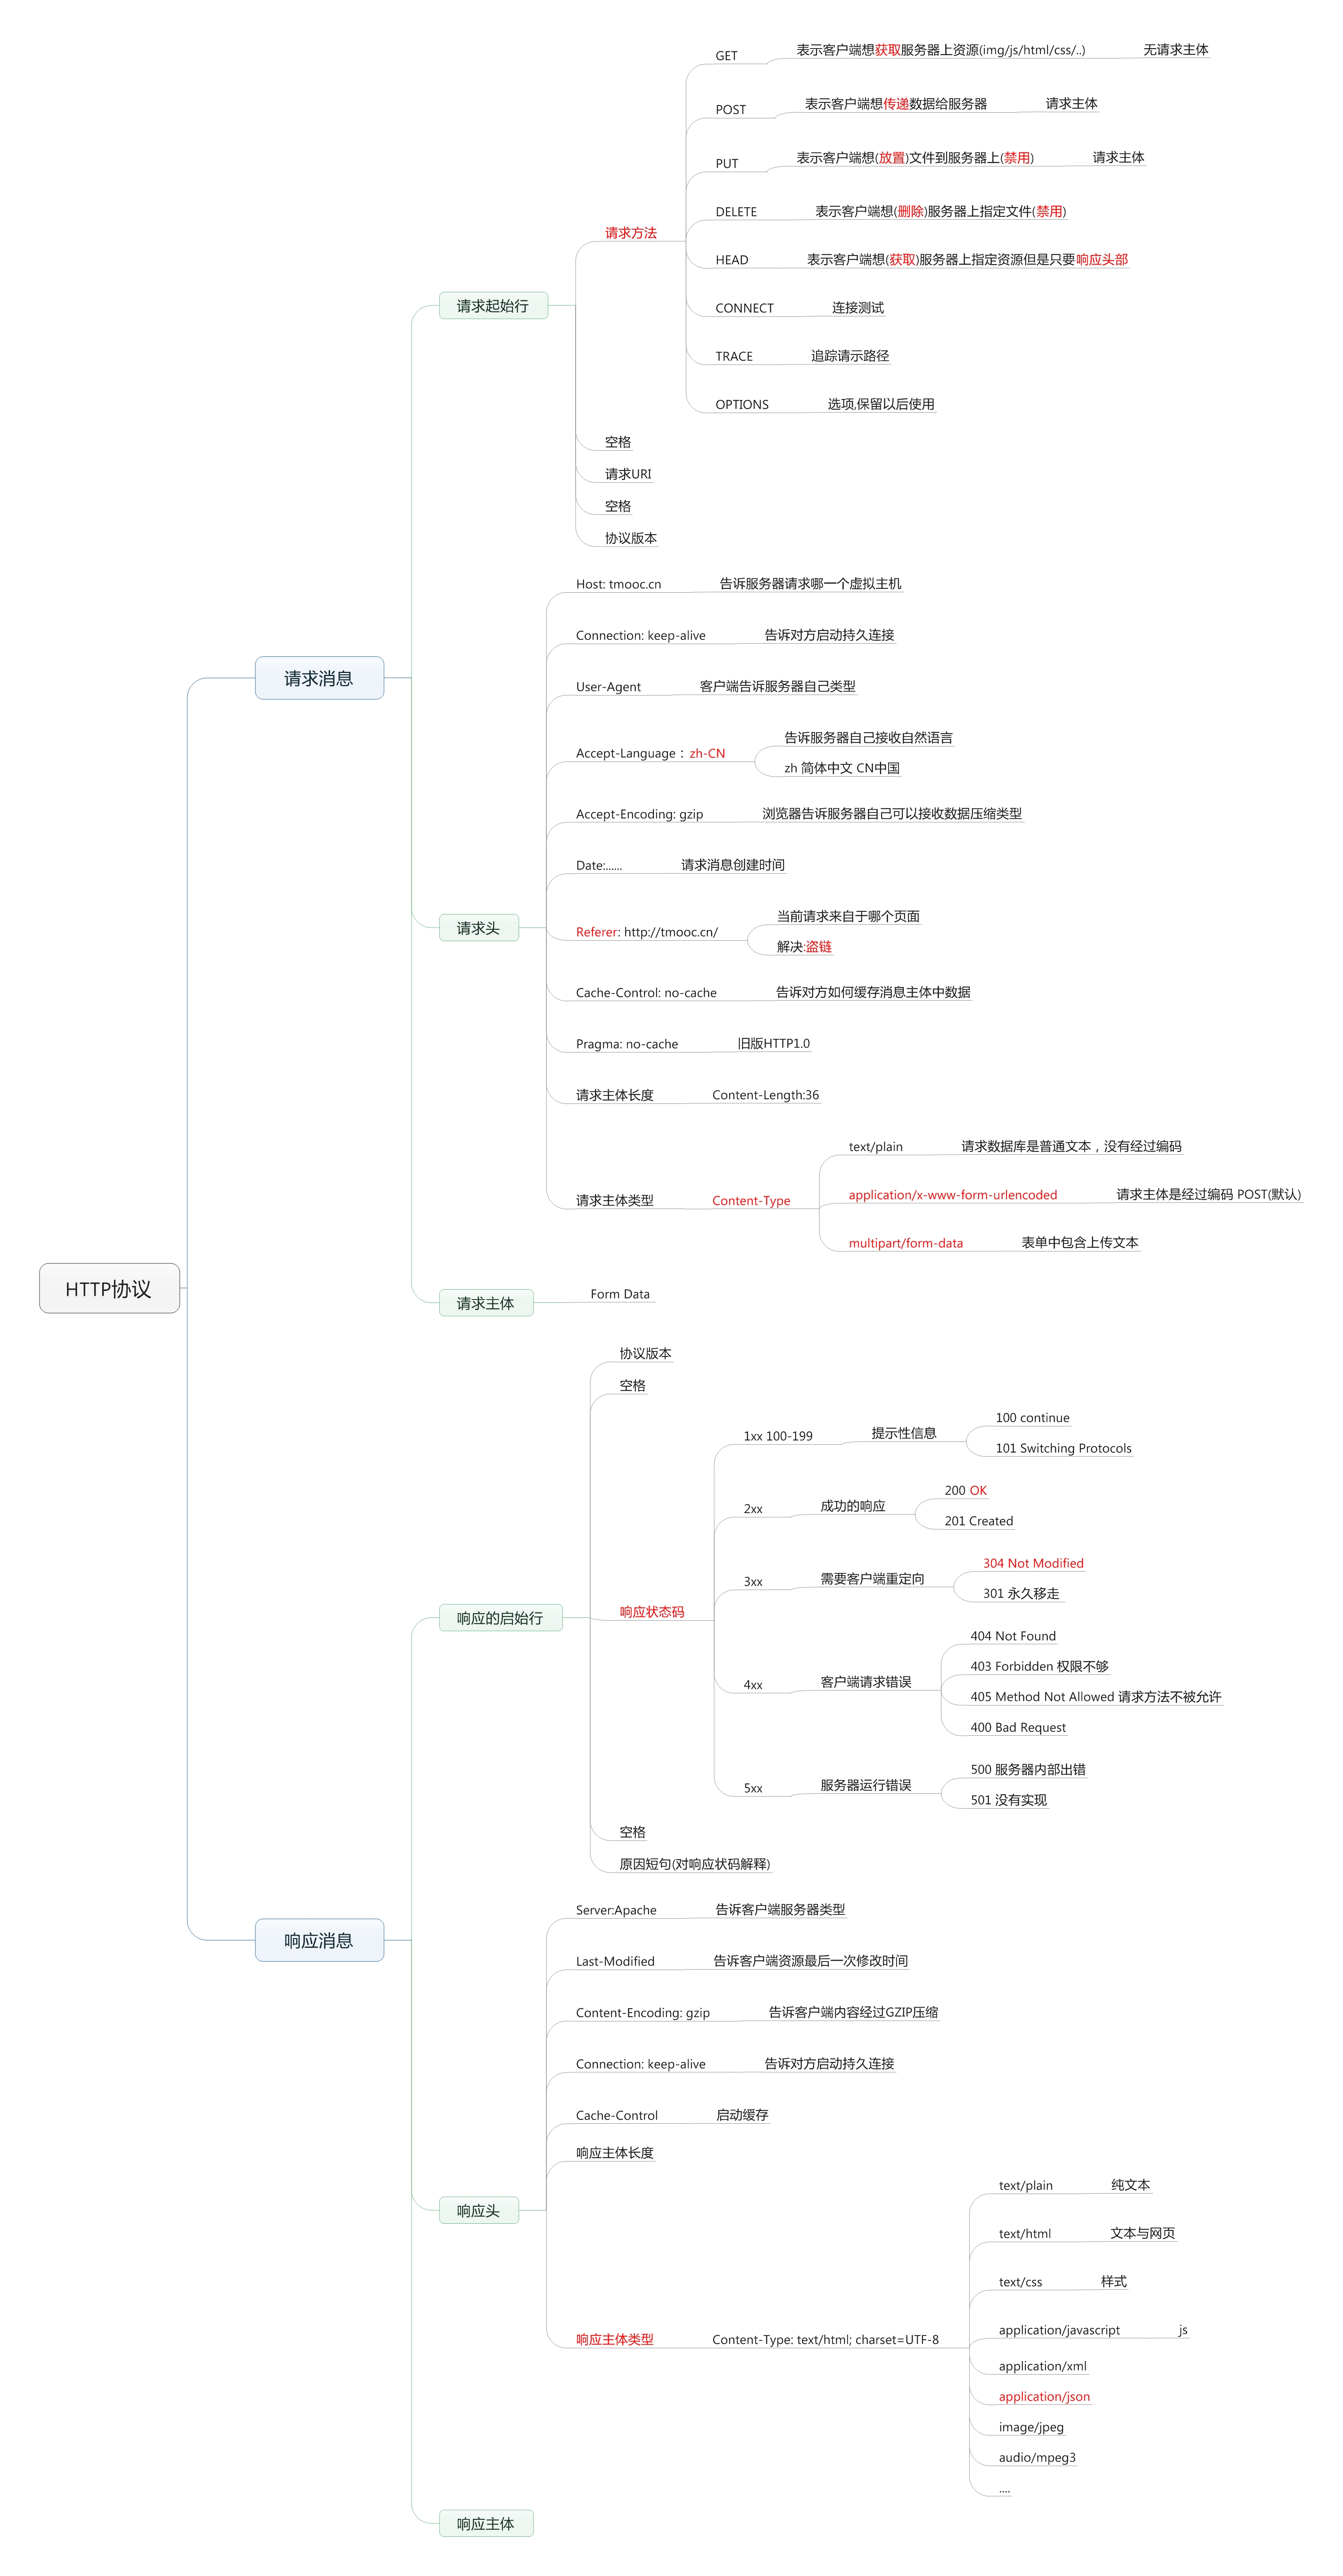 HTTP协议
请求消息
请求起始行
请求方法
GET 表示客户端想获取服务器上资源(img/js/html/css/..) 无请求主体
POST 表示客户端想传递数据给服务器 请求主体
PUT 表示客户端想(放置)文件到服务器上(禁用) 请求主体
DELETE 表示客户端想(删除)服务器上指定文件(禁用)
HEAD 表示客户端想(获取)服务器上指定资源但是只要响应头部
CONNECT 连接测试
TRACE 追踪请示路径
OPTIONS 选项,保留以后使用
空格
请求URI
空格
协议版本
请求头
Host: tmooc.cn 告诉服务器请求哪一个虚拟主机
Connection: keep-alive 告诉对方启动持久连接
User-Agent 客户端告诉服务器自己类型
Accept-Language：zh-CN
告诉服务器自己接收自然语言
zh 简体中文 CN中国
Accept-Encoding: gzip 浏览器告诉服务器自己可以接收数据压缩类型
Date:...... 请求消息创建时间
Referer: http://tmooc.cn/
当前请求来自于哪个页面
解决:盗链
Cache-Control: no-cache 告诉对方如何缓存消息主体中数据
Pragma: no-cache 旧版HTTP1.0
请求主体长度 Content-Length:36
请求主体类型 Content-Type
text/plain 请求数据库是普通文本，没有经过编码
application/x-www-form-urlencoded 请求主体是经过编码 POST(默认)
multipart/form-data 表单中包含上传文本
请求主体
Form Data
响应消息
响应的启始行
协议版本
空格
响应状态码
1xx 100-199 提示性信息
100 continue
101 Switching Protocols
2xx 成功的响应
200 OK
201 Created
3xx 需要客户端重定向
304 Not Modified
301 永久移走
4xx 客户端请求错误
404 Not Found
403 Forbidden 权限不够
405 Method Not Allowed 请求方法不被允许
400 Bad Request
5xx 服务器运行错误
500 服务器内部出错
501 没有实现
空格
原因短句(对响应状码解释)
响应头
Server:Apache 告诉客户端服务器类型
Last-Modified 告诉客户端资源最后一次修改时间
Content-Encoding: gzip 告诉客户端内容经过GZIP压缩
Connection: keep-alive 告诉对方启动持久连接
Cache-Control 启动缓存
响应主体长度
响应主体类型 Content-Type: text/html; charset=UTF-8
text/plain 纯文本
text/html 文本与网页
text/css 样式
application/javascript js
application/xml
application/json
image/jpeg
audio/mpeg3
....
响应主体